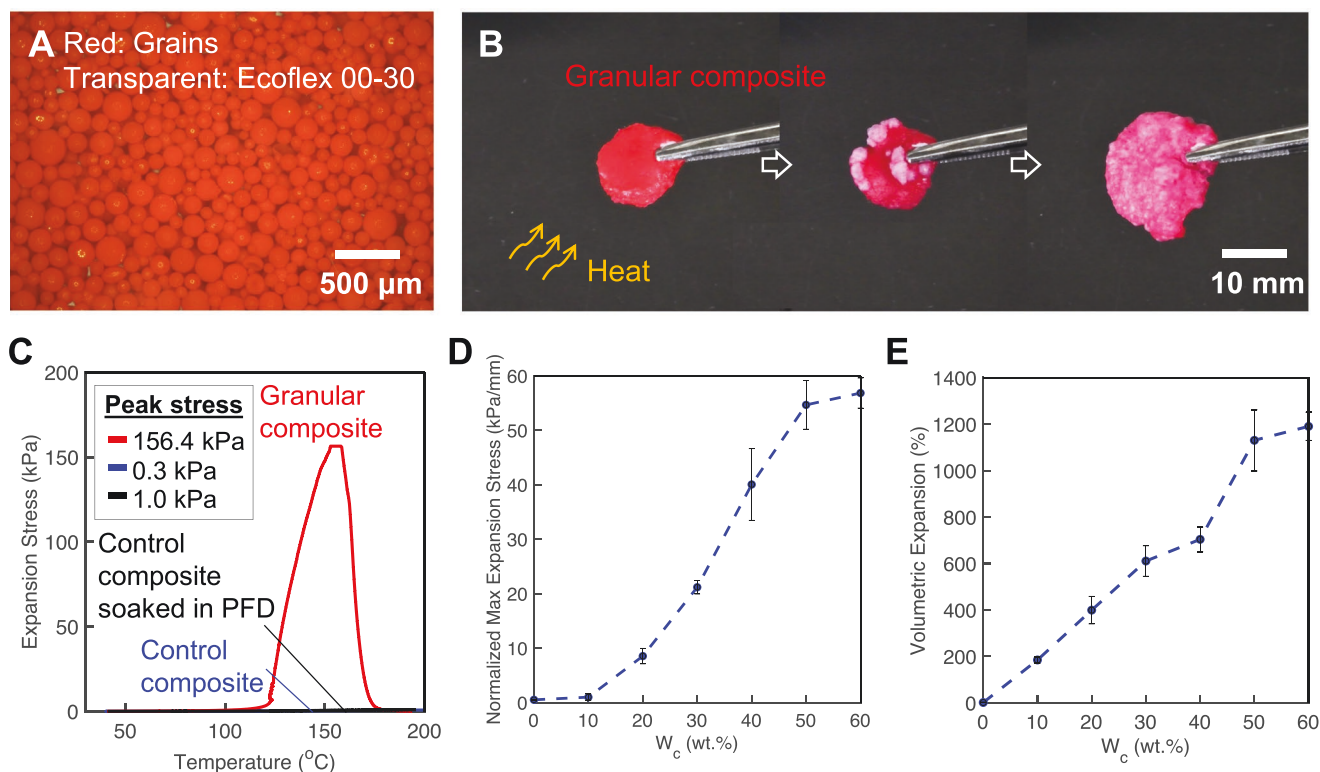 A
Red: Grains
Transparent: Ecoflex 00-30
500 µm
B
Granular composite
Heat
10 mm
C
200
150
100
50
0
Expansion Stress (kPa)
Peak stress
156.4 kPa
0.3 kPa
1.0 kPa
Granular
composite
Control
composite
soaked in PFD
Control
composite
50
100
150
200
Temperature (°C)
D
60
50
40
30
20
10
0
Normalized Max Expansion Stress (kPa/mm)
0
10
20
30
40
50
60
Wc (wt.%)
E
1400
1200
1000
800
600
400
200
0
Volumetric Expansion (%)
0
10
20
30
40
50
60
Wc (wt.%)